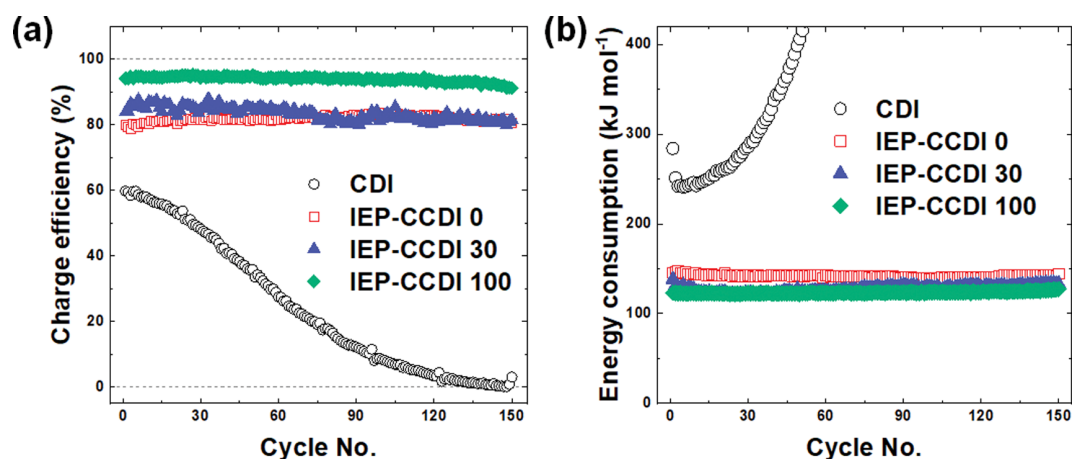 (a)
Charge efficiency (%)
100
80
60
40
20
0
CDI
IEP-CCDI 0
IEP-CCDI 30
IEP-CCDI 100
0 30 60 90 120 150
Cycle No.
(b)
Energy consumption (kJ mol⁻¹)
400
300
200
100
0
CDI
IEP-CCDI 0
IEP-CCDI 30
IEP-CCDI 100
0 30 60 90 120 150
Cycle No.